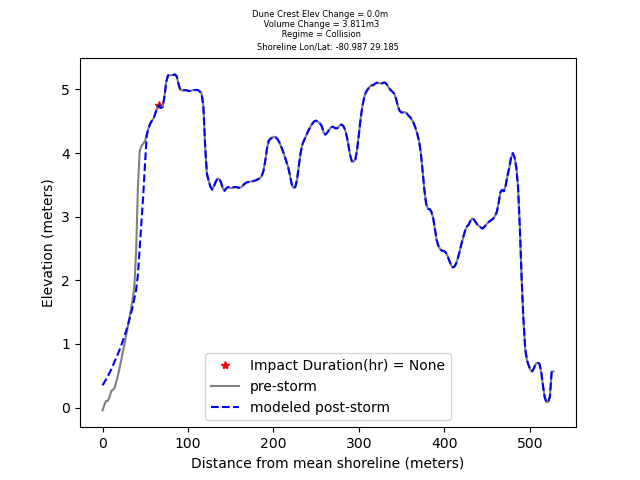 Dune Crest Elev Change = 0.0m
Volume Change = 3.811m3
Regime = Collision
Shoreline Lon/Lat: -80.987 29.185
5
4
3
2
1
0
Elevation (meters)
Impact Duration(hr) = None
pre-storm
modeled post-storm
0 100 200 300 400 500
Distance from mean shoreline (meters)